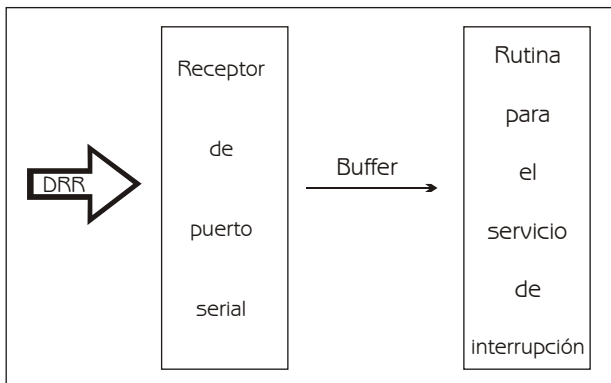 DRR
Receptor
de
puerto
serial
Buffer
Rutina
para
el
servicio
de
interrupción